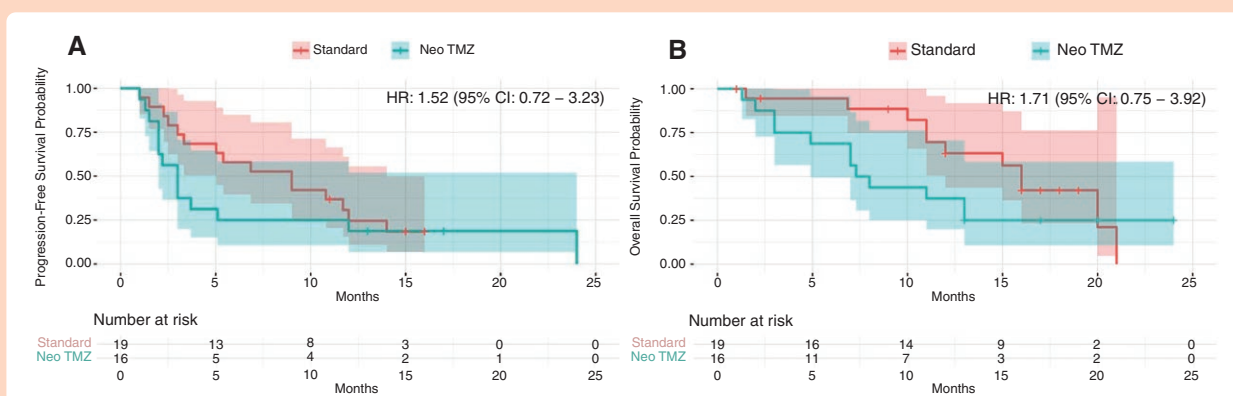 A
Standard Neo TMZ
HR: 1.52 (95% CI: 0.72 – 3.23)
Progression-Free Survival Probability
1.00
0.75
0.50
0.25
0.00
0 5 10 15 20 25
Months
Number at risk
Standard 19 13 8 3 0 0
Neo TMZ 16 5 4 2 1 0
0 5 10 15 20 25
Months
B
Standard Neo TMZ
HR: 1.71 (95% CI: 0.75 – 3.92)
Overall Survival Probability
1.00
0.75
0.50
0.25
0.00
0 5 10 15 20 25
Months
Number at risk
Standard 19 16 14 9 2 0
Neo TMZ 16 11 7 3 2 0
0 5 10 15 20 25
Months